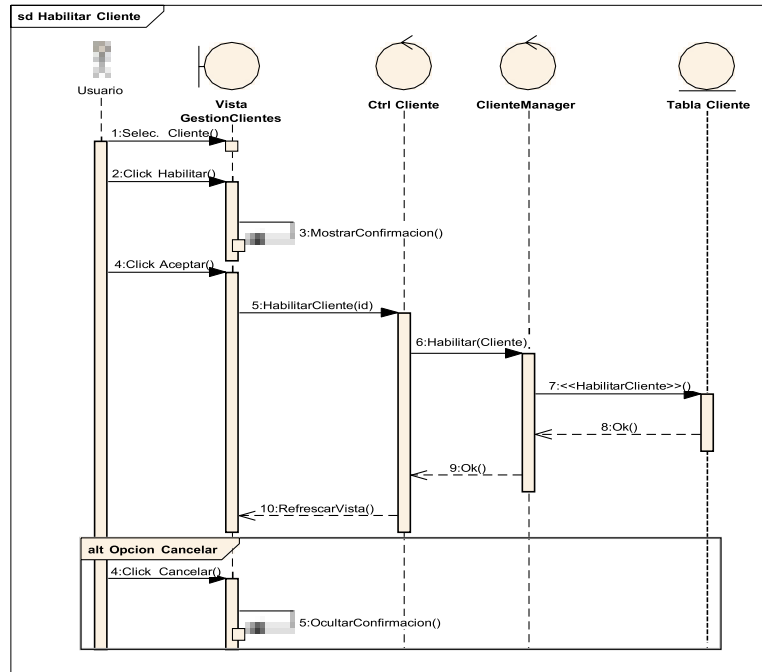 sd Habilitar Cliente
Usuario
Vista
GestionClientes
Ctrl Cliente
ClienteManager
Tabla Cliente
1:Selec. Cliente()
2:Click Habilitar()
3:MostrarConfirmacion()
4:Click Aceptar()
5:HabilitarCliente(id)
6:Habilitar(Cliente)
7:<<HabilitarCliente>>()
8:Ok()
9:Ok()
10:RefrescarVista()
alt Opcion Cancelar
4:Click Cancelar()
5:OcultarConfirmacion()